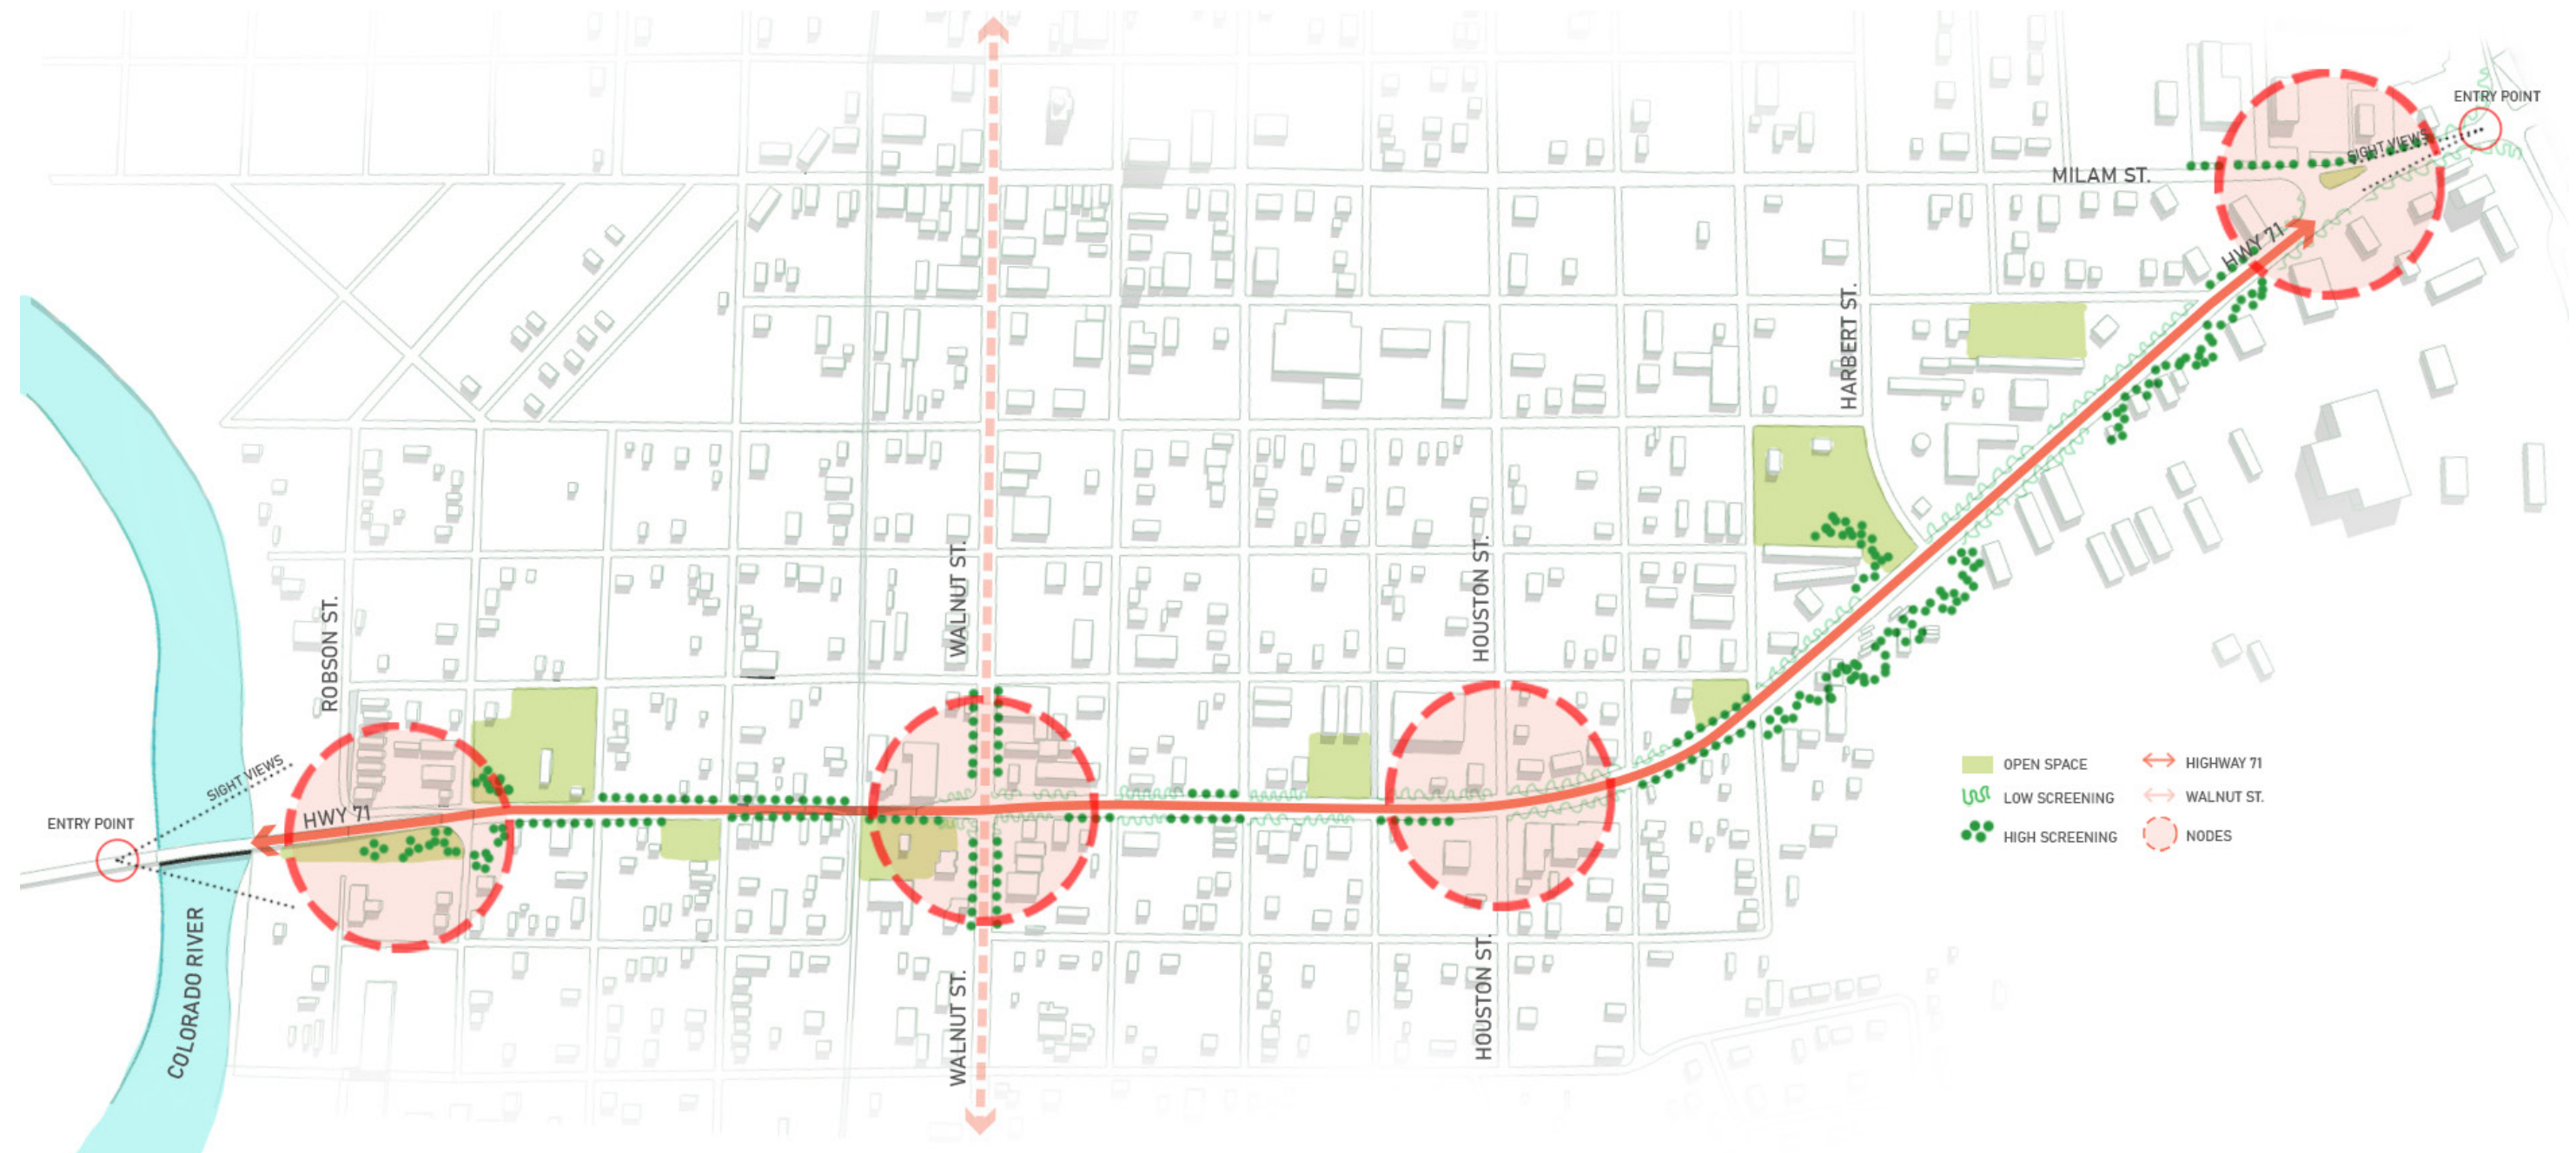 ENTRY POINT
SIGHT VIEWS
MILAM ST.
HWY 71
HARBERT ST.
WALNUT ST.
HOUSTON ST.
ROBSON ST.
SIGHT VIEWS
ENTRY POINT
HWY 71
COLORADO RIVER
WALNUT ST.
HOUSTON ST.
OPEN SPACE
HIGHWAY 71
LOW SCREENING
WALNUT ST.
HIGH SCREENING
NODES